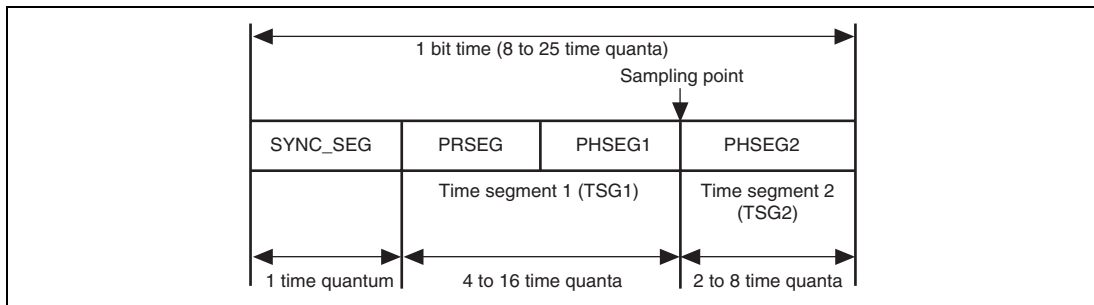 1 bit time (8 to 25 time quanta)
Sampling point
SYNC_SEG
PRSEG
PHSEG1
PHSEG2
Time segment 1 (TSG1)
Time segment 2
(TSG2)
1 time quantum
4 to 16 time quanta
2 to 8 time quanta